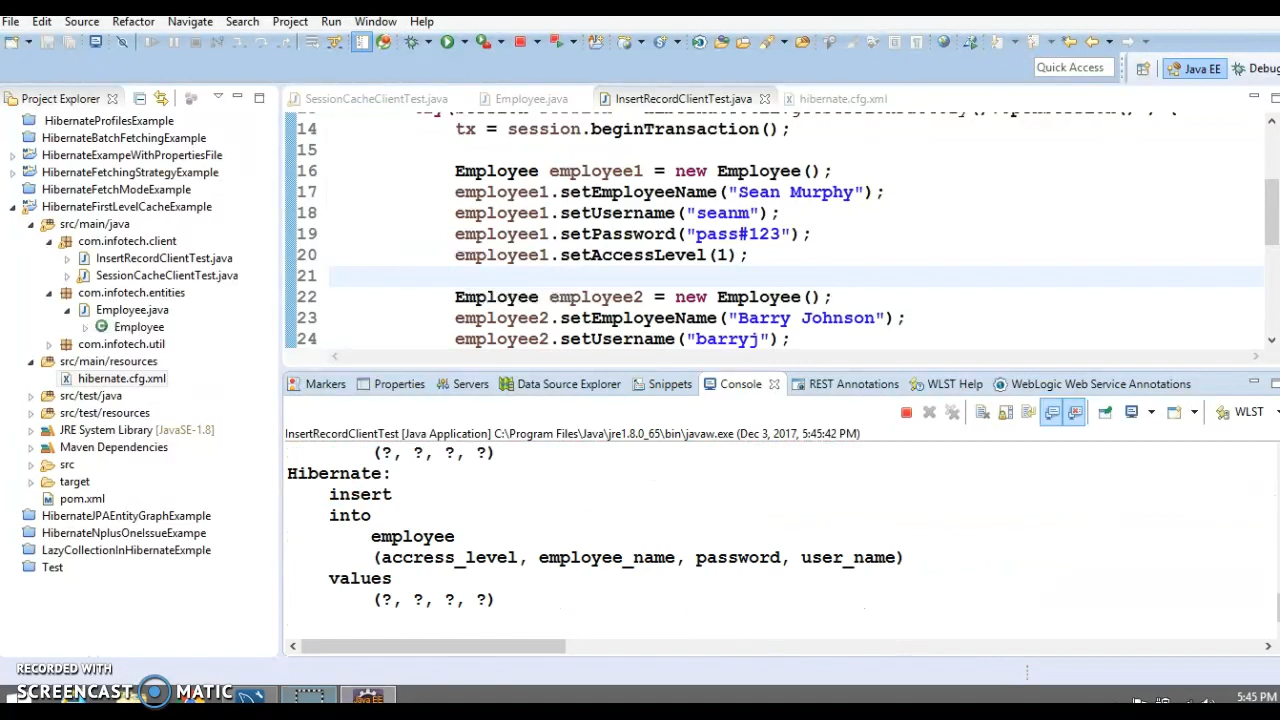 File Edit Source Refactor Navigate Search Project Run Window Help
Quick Access
Java EE
Debug
Project Explorer
HibernateProfilesExample
HibernateBatchFetchingExample
HibernateExampeWithPropertiesFile
HibernateFetchingStrategyExample
HibernateFetchModeExample
HibernateFirstLevelCacheExample
src/main/java
com.infotech.client
InsertRecordClientTest.java
SessionCacheClientTest.java
com.infotech.entities
Employee.java
Employee
com.infotech.util
src/main/resources
hibernate.cfg.xml
src/test/java
src/test/resources
JRE System Library [JavaSE-1.8]
Maven Dependencies
src
target
pom.xml
HibernateJPAEntityGraphExample
HibernateNplusOneIssueExampe
LazyCollectionInHibernateExmple
Test
SessionCacheClientTest.java Employee.java InsertRecordClientTest.java hibernate.cfg.xml
14 tx = session.beginTransaction();
15
16 Employee employee1 = new Employee();
17 employee1.setEmployeeName("Sean Murphy");
18 employee1.setUsername("seanm");
19 employee1.setPassword("pass#123");
20 employee1.setAccessLevel(1);
21
22 Employee employee2 = new Employee();
23 employee2.setEmployeeName("Barry Johnson");
24 employee2.setUsername("barryj");
Markers Properties Servers Data Source Explorer Snippets Console REST Annotations WLST Help WebLogic Web Service Annotations
WLST
InsertRecordClientTest [Java Application] C:\Program Files\Java\jre1.8.0_65\bin\javaw.exe (Dec 3, 2017, 5:45:42 PM)
(?, ?, ?, ?)
Hibernate:
insert
into
employee
(accress_level, employee_name, password, user_name)
values
(?, ?, ?, ?)
RECORDED WITH
SCREENCAST MATIC
Java EE
5:45 PM